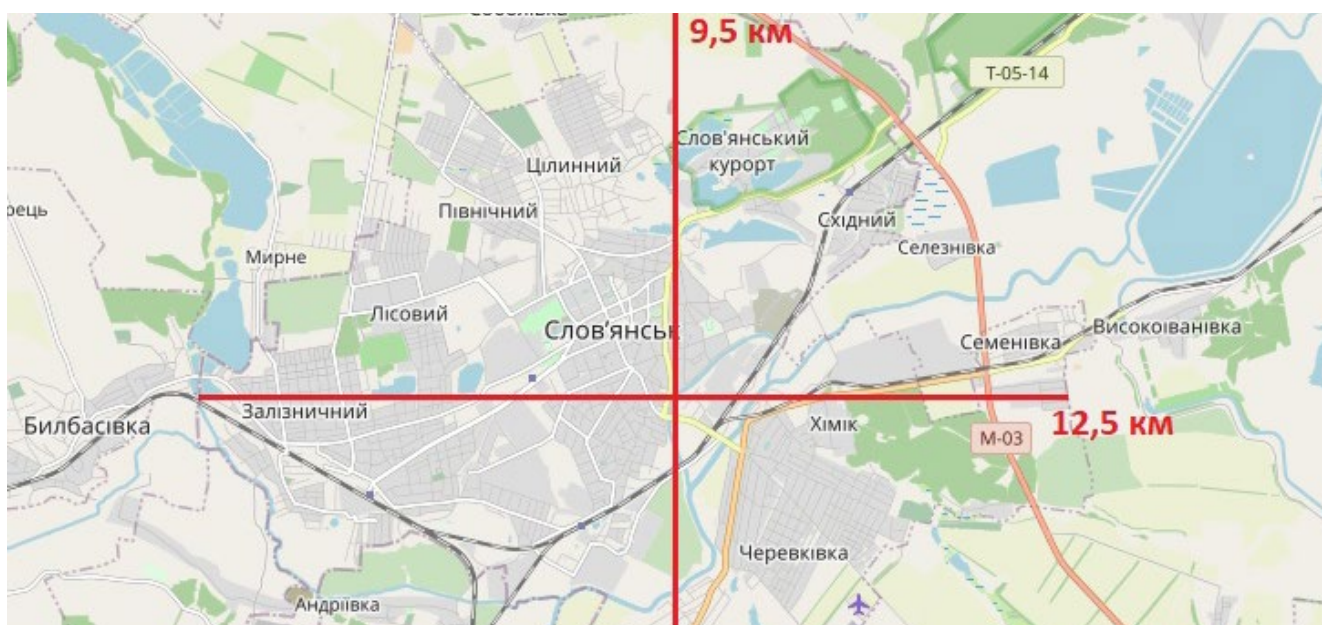 9,5 км
Т-05-14
Слов'янський
курорт
Цілинний
Північний
Східний
Селезнівка
Мирне
Лісовий
Слов'янськ
Високоіванівка
Семенівка
Залізничний
Билбасівка
Хімік
12,5 км
М-03
Черевківка
Андріївка